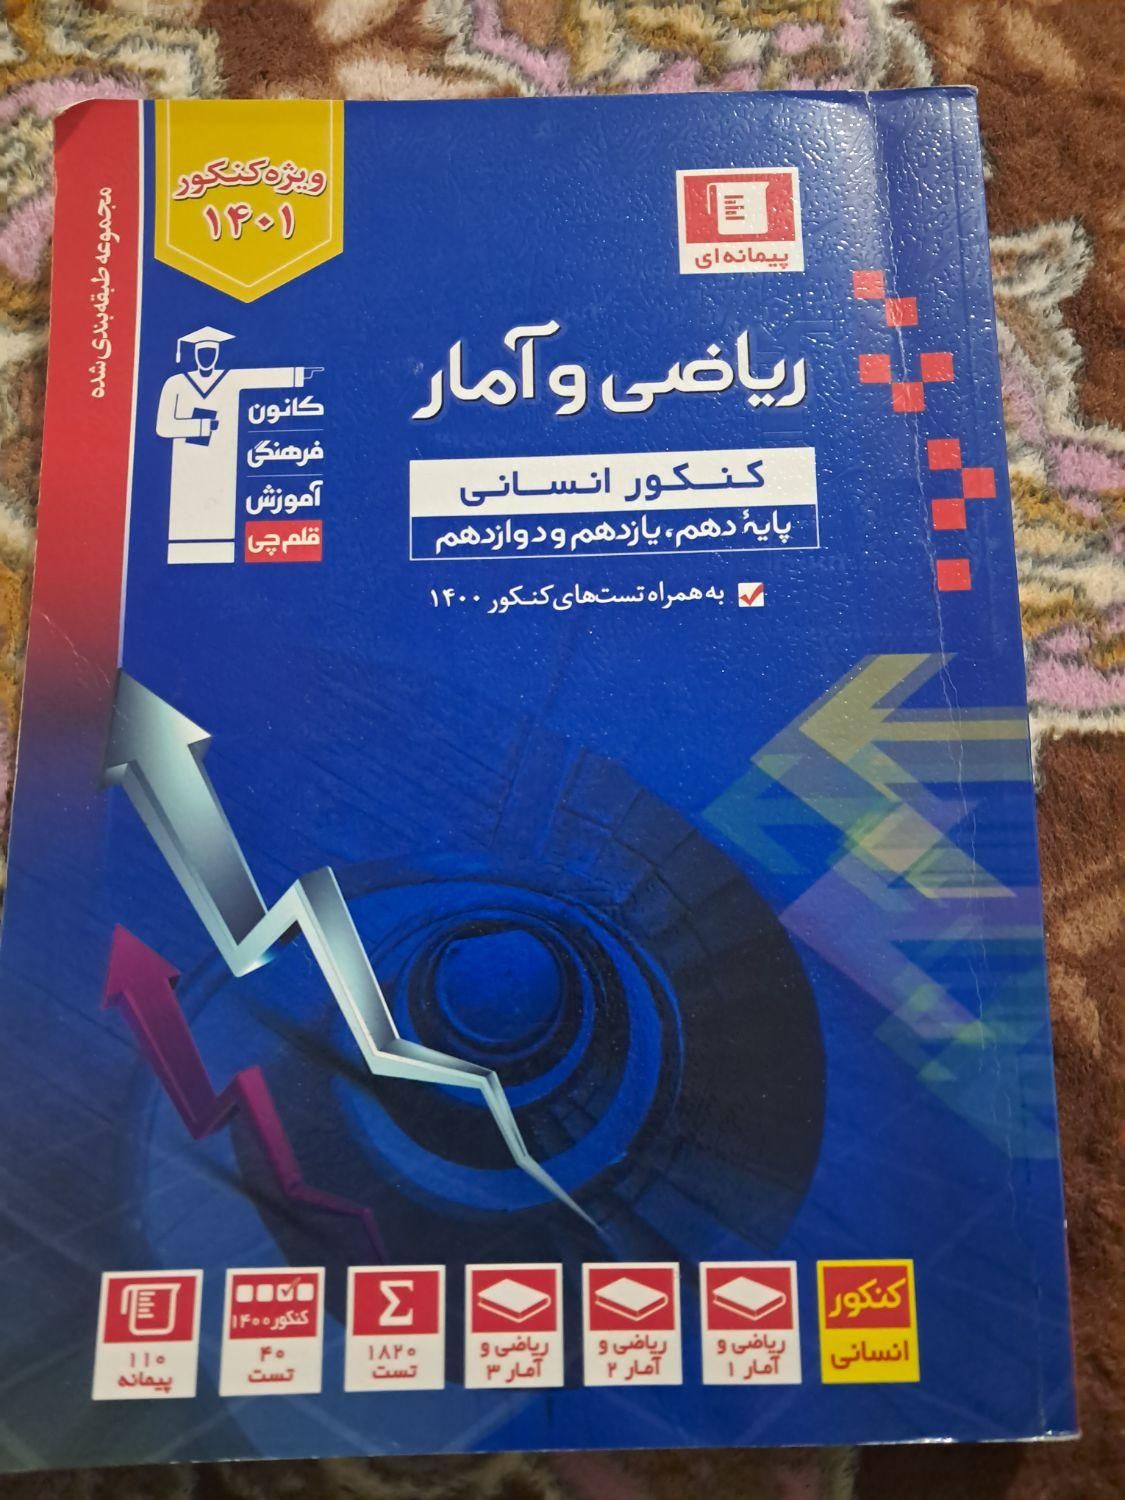 مجموعه طبقه‌بندی شده
ویژه کنکور
۱۴۰۱
پیمانه‌ای
کانون
فرهنگی
آموزش
قلم‌چی
ریاضی و آمار
کنکور انسانی
پایهٔ دهم، یازدهم و دوازدهم
به همراه تست‌های کنکور ۱۴۰۰
کنکور
انسانی
ریاضی و
آمار ۱
ریاضی و
آمار ۲
ریاضی و
آمار ۳
Σ
۱۸۲۰
تست
کنکور ۱۴۰۰
۴۰
تست
۱۱۰
پیمانه